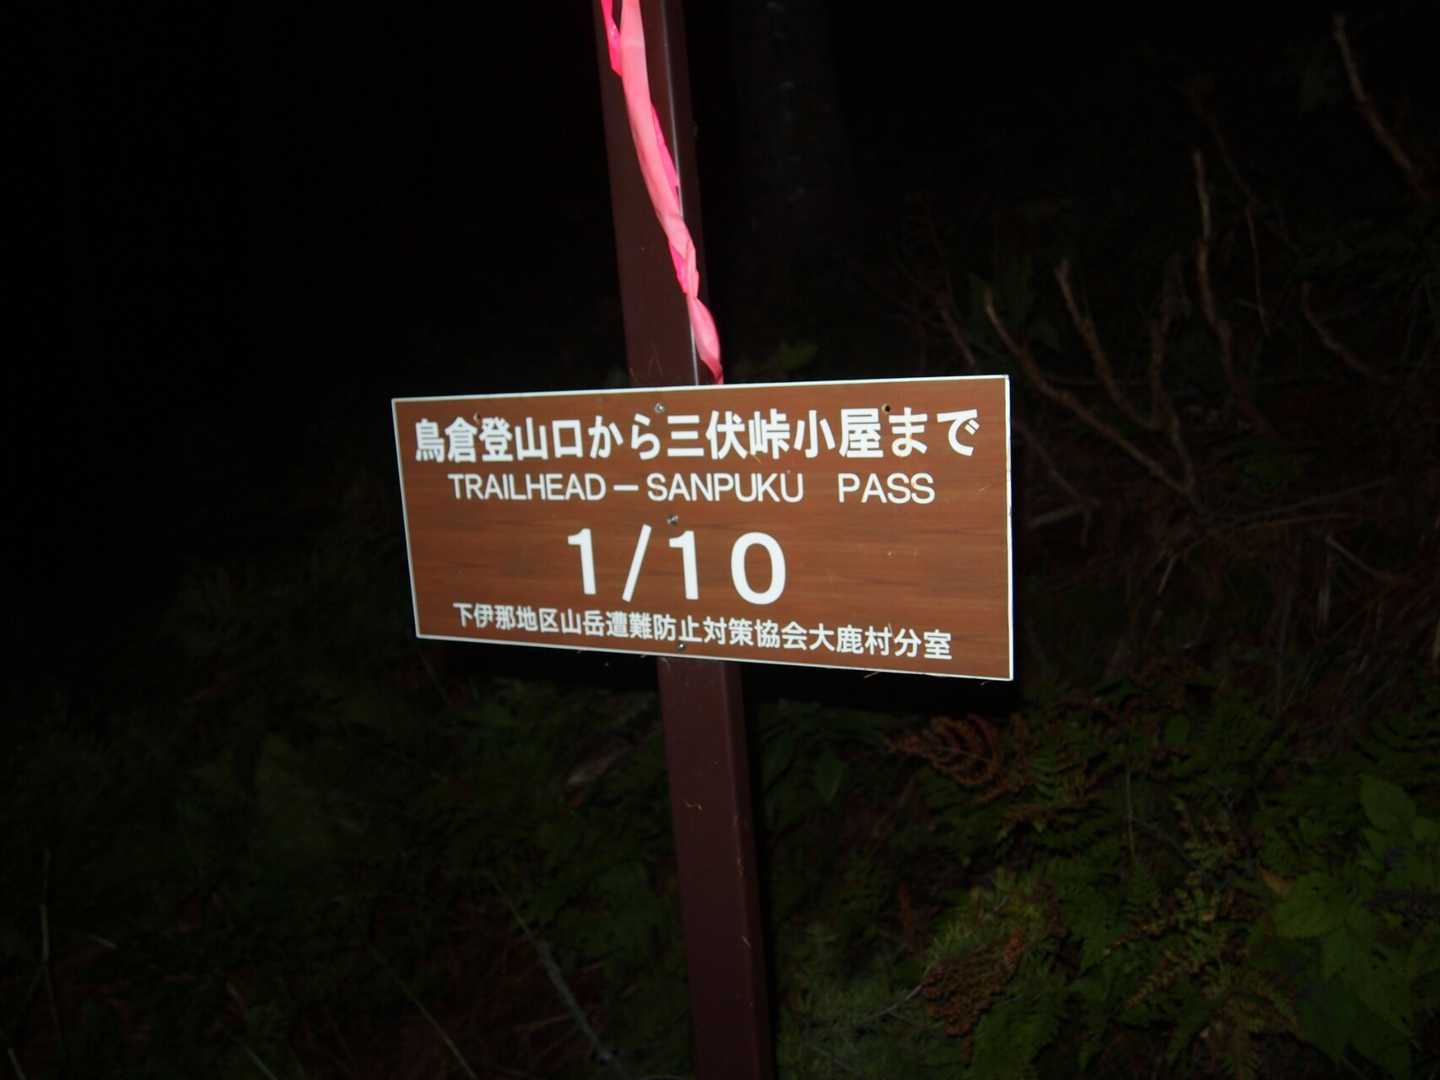 鳥倉登山口から三伏峠小屋まで
TRAILHEAD – SANPUKU PASS
1/10
下伊那地区山岳遭難防止対策協会大鹿村分室